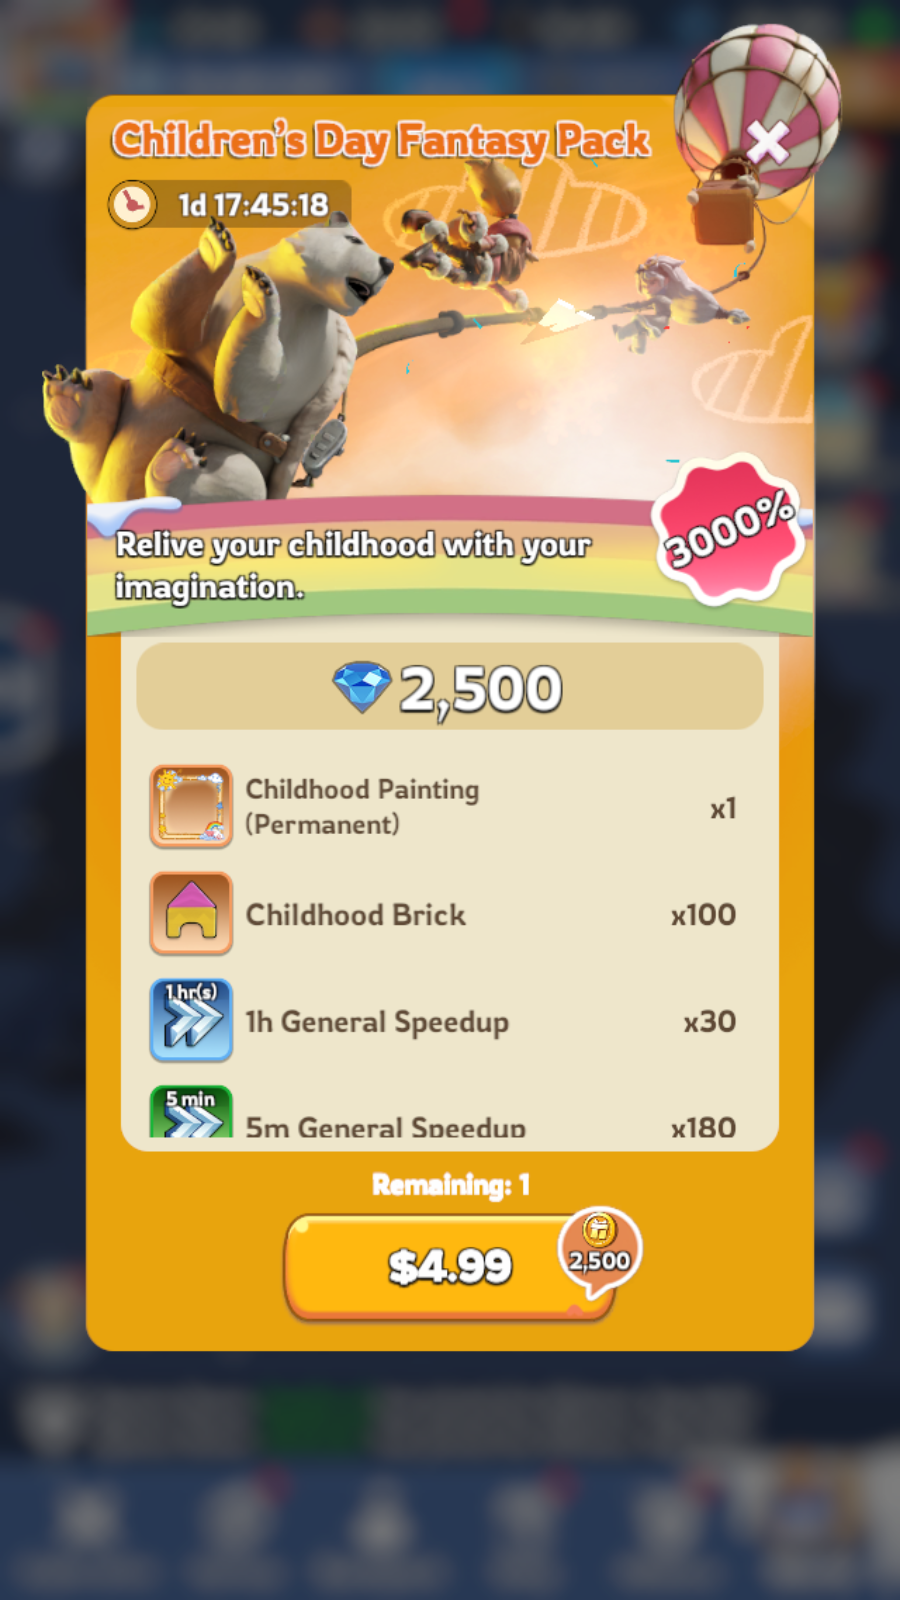 Children's Day Fantasy Pack
1d 17:45:18
Relive your childhood with your
imagination.
3000%
2,500
Childhood Painting
(Permanent)
x1
Childhood Brick
x100
1 hr(s)
1h General Speedup
x30
5 min
5m General Speedup
x180
Remaining: 1
$4.99
2,500